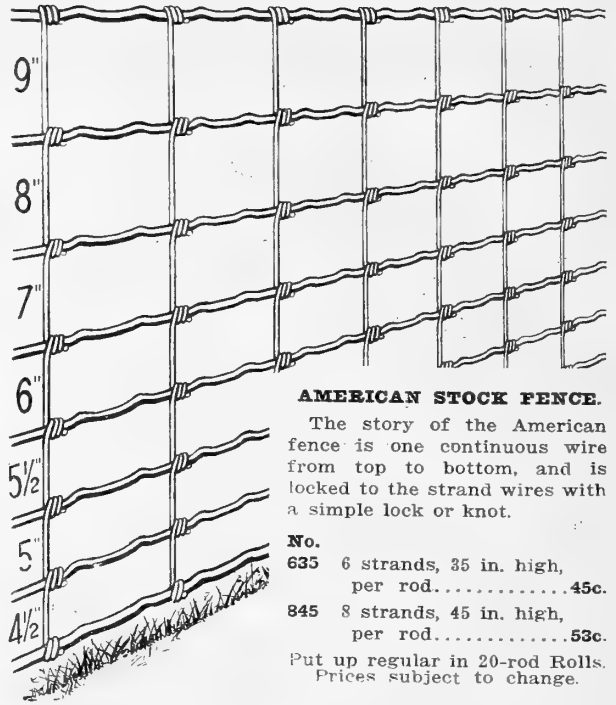 9"
8"
7"
6"
5½"
5"
4½"
AMERICAN STOCK FENCE.
The story of the American
fence is one continuous wire
from top to bottom, and is
locked to the strand wires with
a simple lock or knot.
No.
635 6 strands, 35 in. high,
per rod............45c.
845 8 strands, 45 in. high,
per rod............53c.
Put up regular in 20-rod Rolls.
Prices subject to change.